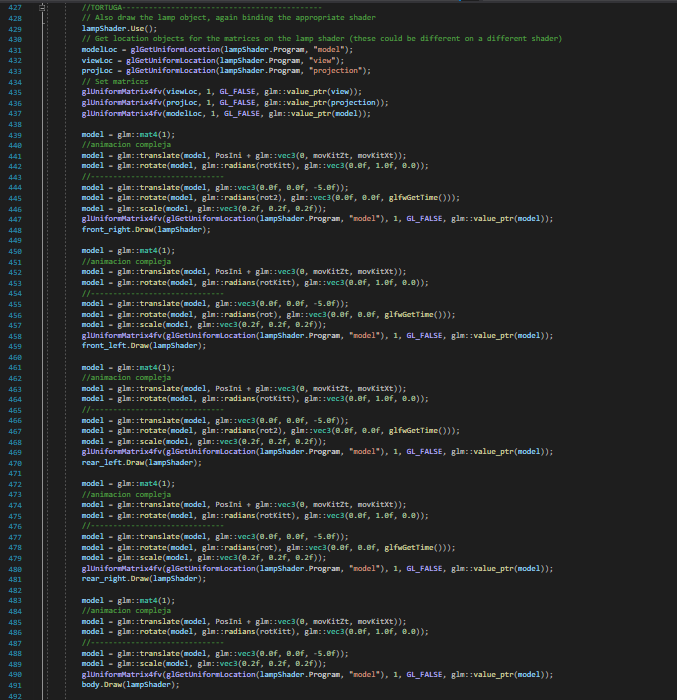 427 //TORTUGA---------------------------------------------
428 // Also draw the lamp object, again binding the appropriate shader
429 lampShader.Use();
430 // Get location objects for the matrices on the lamp shader (these could be different on a different shader)
431 modelLoc = glGetUniformLocation(lampShader.Program, "model");
432 viewLoc = glGetUniformLocation(lampShader.Program, "view");
433 projLoc = glGetUniformLocation(lampShader.Program, "projection");
434 // Set matrices
435 glUniformMatrix4fv(viewLoc, 1, GL_FALSE, glm::value_ptr(view));
436 glUniformMatrix4fv(projLoc, 1, GL_FALSE, glm::value_ptr(projection));
437 glUniformMatrix4fv(modelLoc, 1, GL_FALSE, glm::value_ptr(model));
438
439 model = glm::mat4(1);
440 //animacion compleja
441 model = glm::translate(model, PosIni + glm::vec3(0, movKitZt, movKitXt));
442 model = glm::rotate(model, glm::radians(rotKitt), glm::vec3(0.0f, 1.0f, 0.0));
443 //------------------------------
444 model = glm::translate(model, glm::vec3(0.0f, 0.0f, -5.0f));
445 model = glm::rotate(model, glm::radians(rot2), glm::vec3(0.0f, 0.0f, glfwGetTime()));
446 model = glm::scale(model, glm::vec3(0.2f, 0.2f, 0.2f));
447 glUniformMatrix4fv(glGetUniformLocation(lampShader.Program, "model"), 1, GL_FALSE, glm::value_ptr(model));
448 front_right.Draw(lampShader);
449
450 model = glm::mat4(1);
451 //animacion compleja
452 model = glm::translate(model, PosIni + glm::vec3(0, movKitZt, movKitXt));
453 model = glm::rotate(model, glm::radians(rotKitt), glm::vec3(0.0f, 1.0f, 0.0));
454 //------------------------------
455 model = glm::translate(model, glm::vec3(0.0f, 0.0f, -5.0f));
456 model = glm::rotate(model, glm::radians(rot), glm::vec3(0.0f, 0.0f, glfwGetTime()));
457 model = glm::scale(model, glm::vec3(0.2f, 0.2f, 0.2f));
458 glUniformMatrix4fv(glGetUniformLocation(lampShader.Program, "model"), 1, GL_FALSE, glm::value_ptr(model));
459 front_left.Draw(lampShader);
460
461 model = glm::mat4(1);
462 //animacion compleja
463 model = glm::translate(model, PosIni + glm::vec3(0, movKitZt, movKitXt));
464 model = glm::rotate(model, glm::radians(rotKitt), glm::vec3(0.0f, 1.0f, 0.0));
465 //------------------------------
466 model = glm::translate(model, glm::vec3(0.0f, 0.0f, -5.0f));
467 model = glm::rotate(model, glm::radians(rot2), glm::vec3(0.0f, 0.0f, glfwGetTime()));
468 model = glm::scale(model, glm::vec3(0.2f, 0.2f, 0.2f));
469 glUniformMatrix4fv(glGetUniformLocation(lampShader.Program, "model"), 1, GL_FALSE, glm::value_ptr(model));
470 rear_left.Draw(lampShader);
471
472 model = glm::mat4(1);
473 //animacion compleja
474 model = glm::translate(model, PosIni + glm::vec3(0, movKitZt, movKitXt));
475 model = glm::rotate(model, glm::radians(rotKitt), glm::vec3(0.0f, 1.0f, 0.0));
476 //------------------------------
477 model = glm::translate(model, glm::vec3(0.0f, 0.0f, -5.0f));
478 model = glm::rotate(model, glm::radians(rot), glm::vec3(0.0f, 0.0f, glfwGetTime()));
479 model = glm::scale(model, glm::vec3(0.2f, 0.2f, 0.2f));
480 glUniformMatrix4fv(glGetUniformLocation(lampShader.Program, "model"), 1, GL_FALSE, glm::value_ptr(model));
481 rear_right.Draw(lampShader);
482
483 model = glm::mat4(1);
484 //animacion compleja
485 model = glm::translate(model, PosIni + glm::vec3(0, movKitZt, movKitXt));
486 model = glm::rotate(model, glm::radians(rotKitt), glm::vec3(0.0f, 1.0f, 0.0));
487 //------------------------------
488 model = glm::translate(model, glm::vec3(0.0f, 0.0f, -5.0f));
489 model = glm::scale(model, glm::vec3(0.2f, 0.2f, 0.2f));
490 glUniformMatrix4fv(glGetUniformLocation(lampShader.Program, "model"), 1, GL_FALSE, glm::value_ptr(model));
491 body.Draw(lampShader);
492